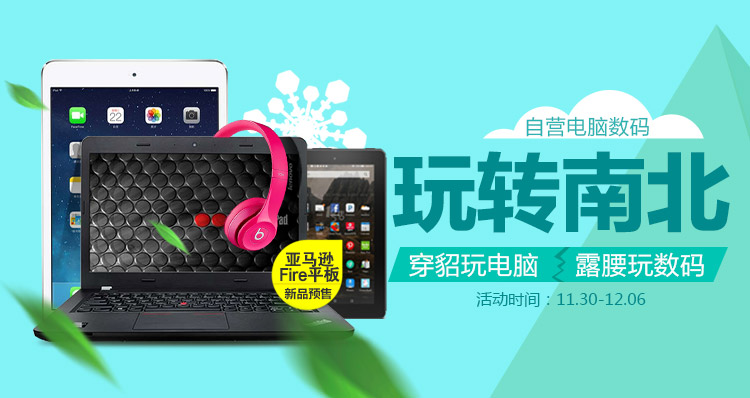 自营电脑数码
玩转南北
穿貂玩电脑
露腰玩数码
活动时间：11.30-12.06
亚马逊
Fire平板
新品预售
22
lenovo